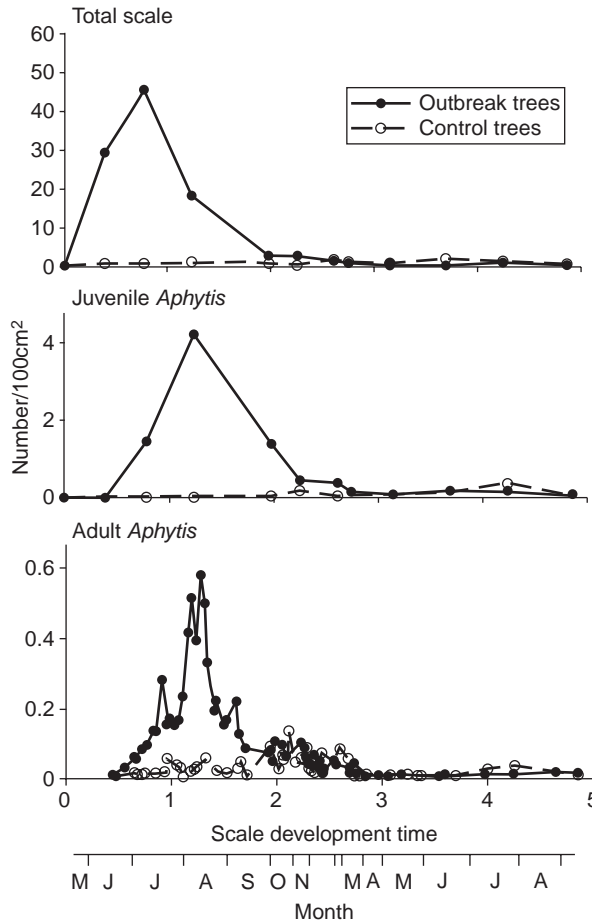 Total scale
60
50
40
30
20
10
0
Outbreak trees
Control trees
Juvenile Aphytis
4
2
0
Number/100cm²
Adult Aphytis
0.6
0.4
0.2
0
0 1 2 3 4 5
Scale development time
M J J A S O N M A M J J A
Month